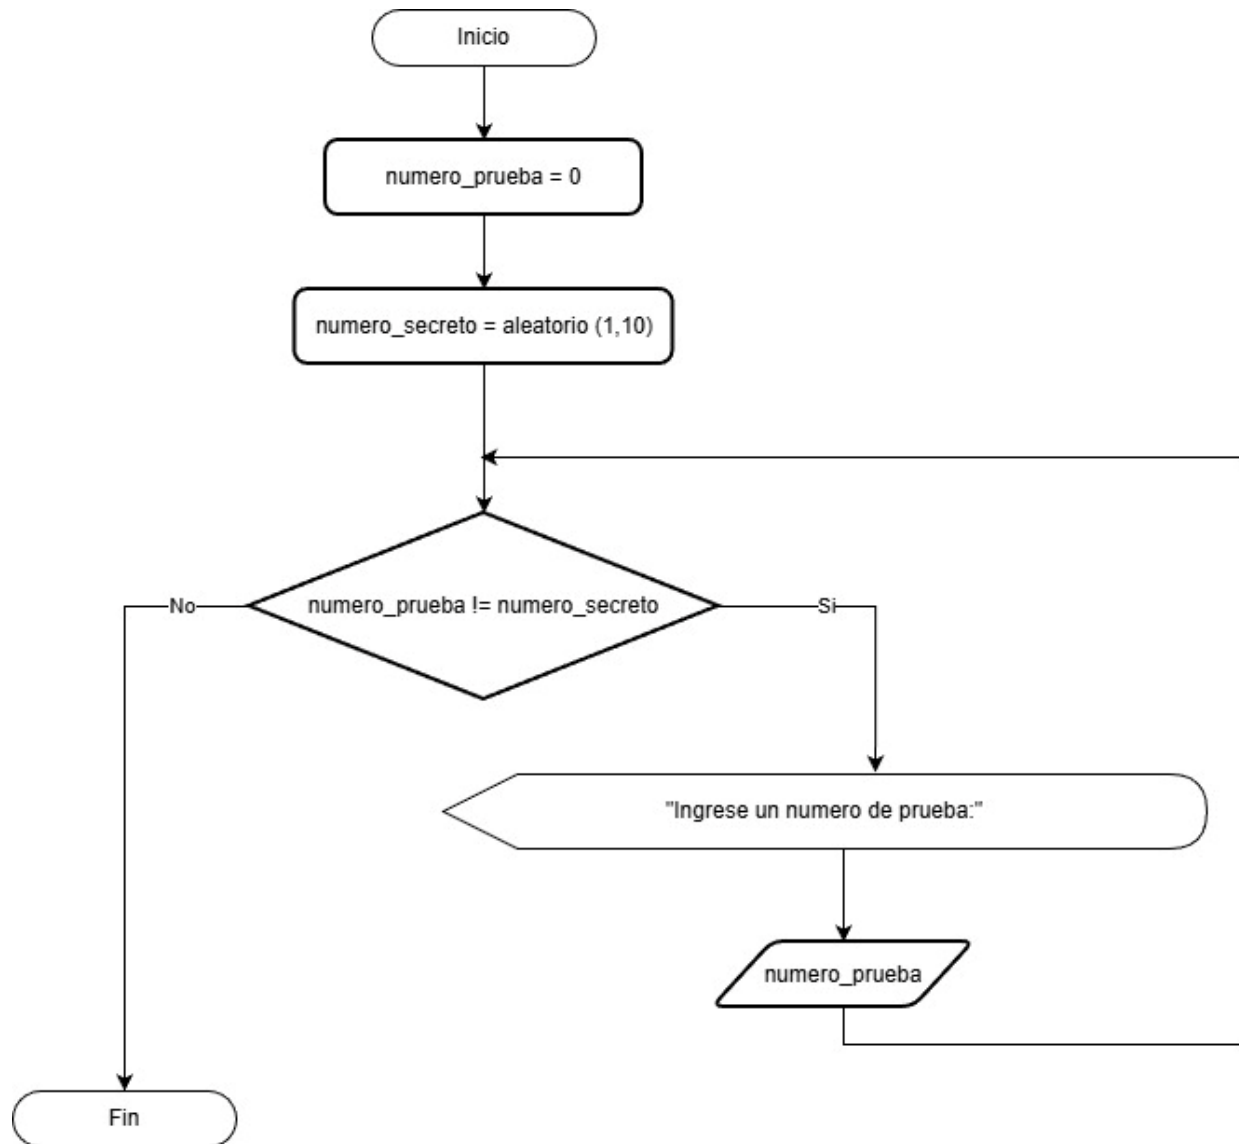 Inicio
numero_prueba = 0
numero_secreto = aleatorio (1,10)
numero_prueba != numero_secreto
No
Si
"Ingrese un numero de prueba:"
numero_prueba
Fin